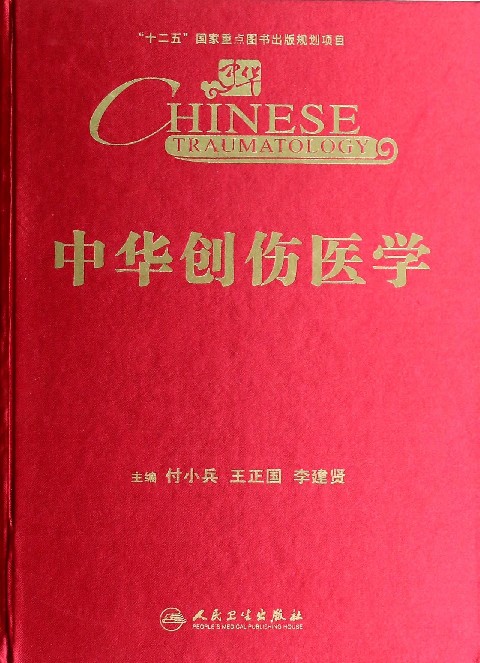 “十二五”国家重点图书出版规划项目
中华
CHINESE
TRAUMATOLOGY
中华创伤医学
主编 付小兵 王正国 李建贤
人民卫生出版社
PEOPLE'S MEDICAL PUBLISHING HOUSE